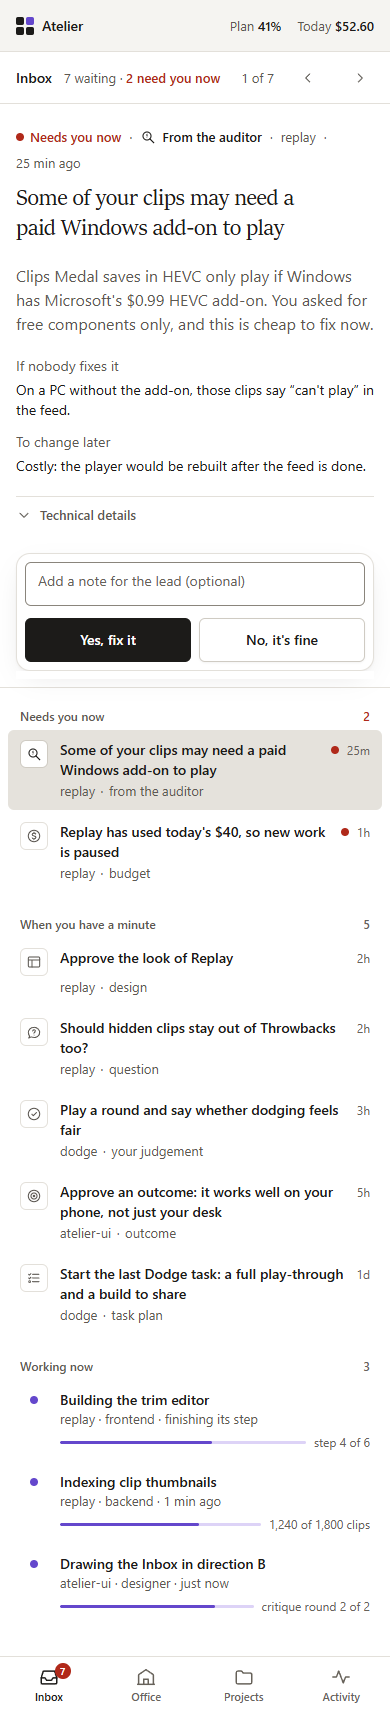 Atelier
Plan 41% Today $52.60
Inbox 7 waiting · 2 need you now 1 of 7
Needs you now · From the auditor · replay ·
25 min ago
Some of your clips may need a
paid Windows add-on to play
Clips Medal saves in HEVC only play if Windows
has Microsoft's $0.99 HEVC add-on. You asked for
free components only, and this is cheap to fix now.
If nobody fixes it
On a PC without the add-on, those clips say “can't play” in
the feed.
To change later
Costly: the player would be rebuilt after the feed is done.
Technical details
Add a note for the lead (optional)
Yes, fix it
No, it's fine
Needs you now 2
Some of your clips may need a paid 25m
Windows add-on to play
replay · from the auditor
Replay has used today's $40, so new work 1h
is paused
replay · budget
When you have a minute 5
Approve the look of Replay 2h
replay · design
Should hidden clips stay out of Throwbacks 2h
too?
replay · question
Play a round and say whether dodging feels 3h
fair
dodge · your judgement
Approve an outcome: it works well on your 5h
phone, not just your desk
atelier-ui · outcome
Start the last Dodge task: a full play-through 1d
and a build to share
dodge · task plan
Working now 3
Building the trim editor
replay · frontend · finishing its step
step 4 of 6
Indexing clip thumbnails
replay · backend · 1 min ago
1,240 of 1,800 clips
Drawing the Inbox in direction B
atelier-ui · designer · just now
critique round 2 of 2
7
Inbox Office Projects Activity